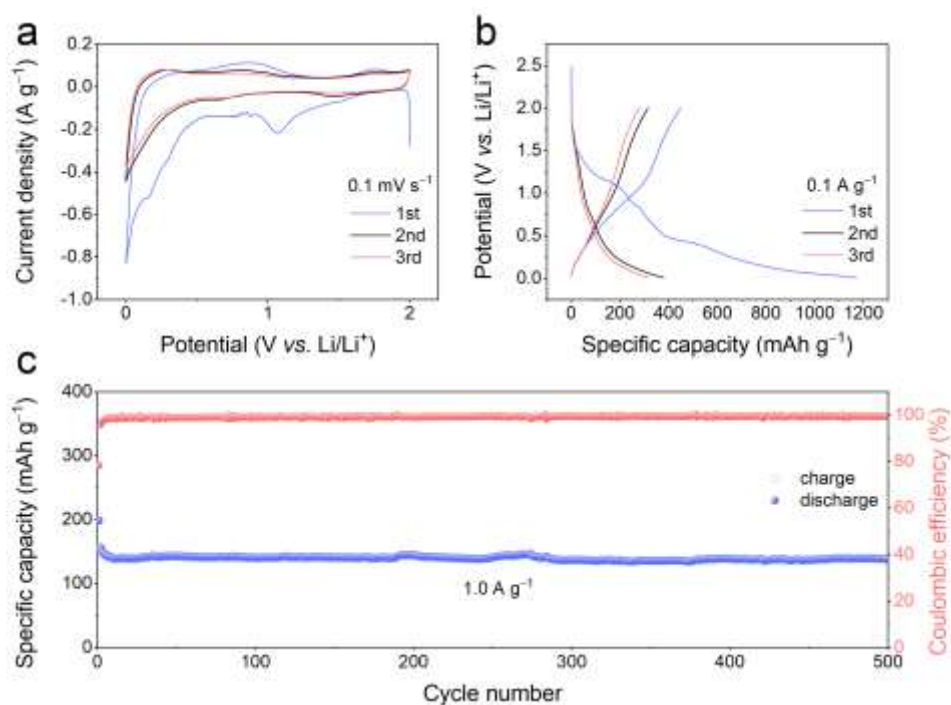 a
0.2
0.0
-0.2
-0.4
-0.6
-0.8
-1.0
Current density (A g⁻¹)
0.1 mV s⁻¹
1st
2nd
3rd
0 1 2
Potential (V vs. Li/Li⁺)
b
2.5
2.0
1.5
1.0
0.5
0.0
Potential (V vs. Li/Li⁺)
0.1 A g⁻¹
1st
2nd
3rd
0 200 400 600 800 1000 1200
Specific capacity (mAh g⁻¹)
c
400
300
200
100
0
Specific capacity (mAh g⁻¹)
charge
discharge
1.0 A g⁻¹
100
80
60
40
20
0
Coulombic efficiency (%)
0 100 200 300 400 500
Cycle number